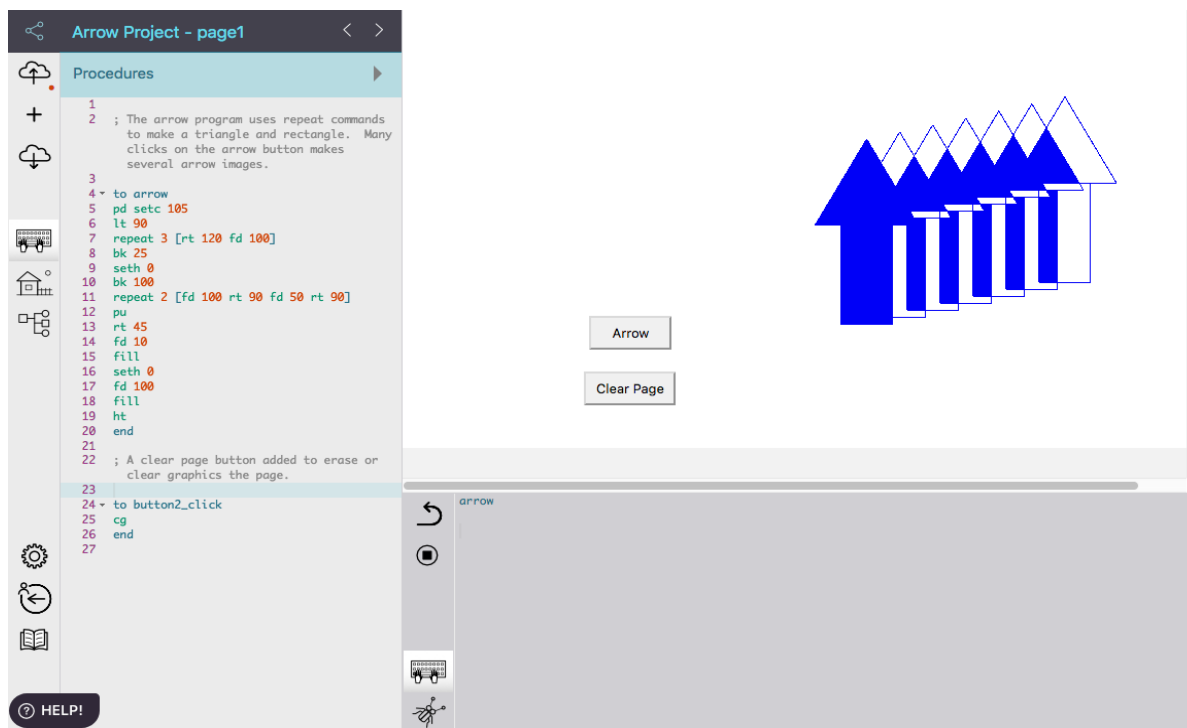 Arrow Project - page1
Procedures
1
2 ; The arrow program uses repeat commands
to make a triangle and rectangle.  Many
clicks on the arrow button makes
several arrow images.
3
4 to arrow
5 pd setc 105
6 lt 90
7 repeat 3 [rt 120 fd 100]
8 bk 25
9 seth 0
10 bk 100
11 repeat 2 [fd 100 rt 90 fd 50 rt 90]
12 pu
13 rt 45
14 fd 10
15 fill
16 seth 0
17 fd 100
18 fill
19 ht
20 end
21
22 ; A clear page button added to erase or
clear graphics the page.
23
24 to button2_click
25 cg
26 end
27
HELP!
Arrow
Clear Page
arrow